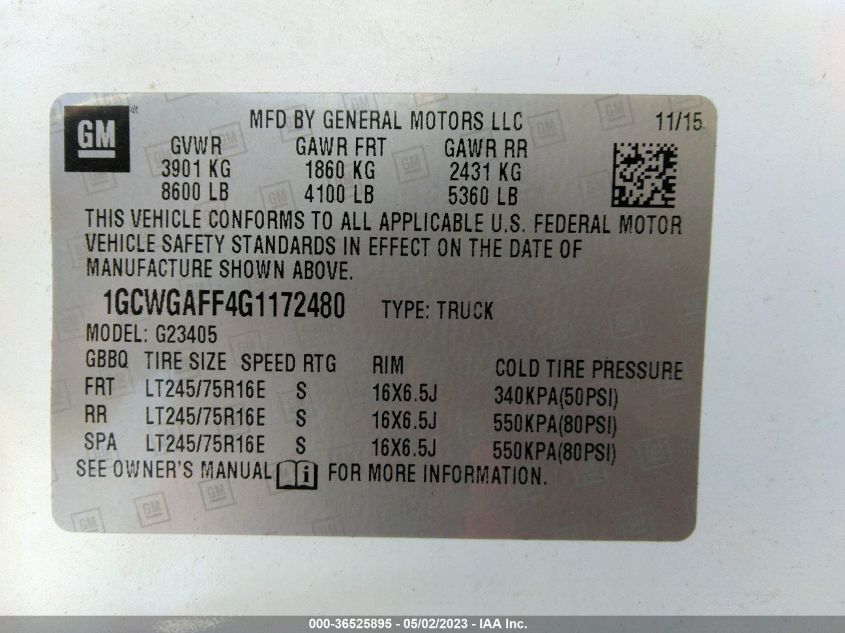 GM ® MFD BY GENERAL MOTORS LLC 11/15
GVWR GAWR FRT GAWR RR
3901 KG 1860 KG 2431 KG
8600 LB 4100 LB 5360 LB
THIS VEHICLE CONFORMS TO ALL APPLICABLE U.S. FEDERAL MOTOR
VEHICLE SAFETY STANDARDS IN EFFECT ON THE DATE OF
MANUFACTURE SHOWN ABOVE.
1GCWGAFF4G1172480 TYPE: TRUCK
MODEL: G23405
GBBQ TIRE SIZE SPEED RTG RIM COLD TIRE PRESSURE
FRT LT245/75R16E S 16X6.5J 340KPA(50PSI)
RR LT245/75R16E S 16X6.5J 550KPA(80PSI)
SPA LT245/75R16E S 16X6.5J 550KPA(80PSI)
SEE OWNER'S MANUAL i FOR MORE INFORMATION.
000-36525895 - 05/02/2023 - IAA Inc.